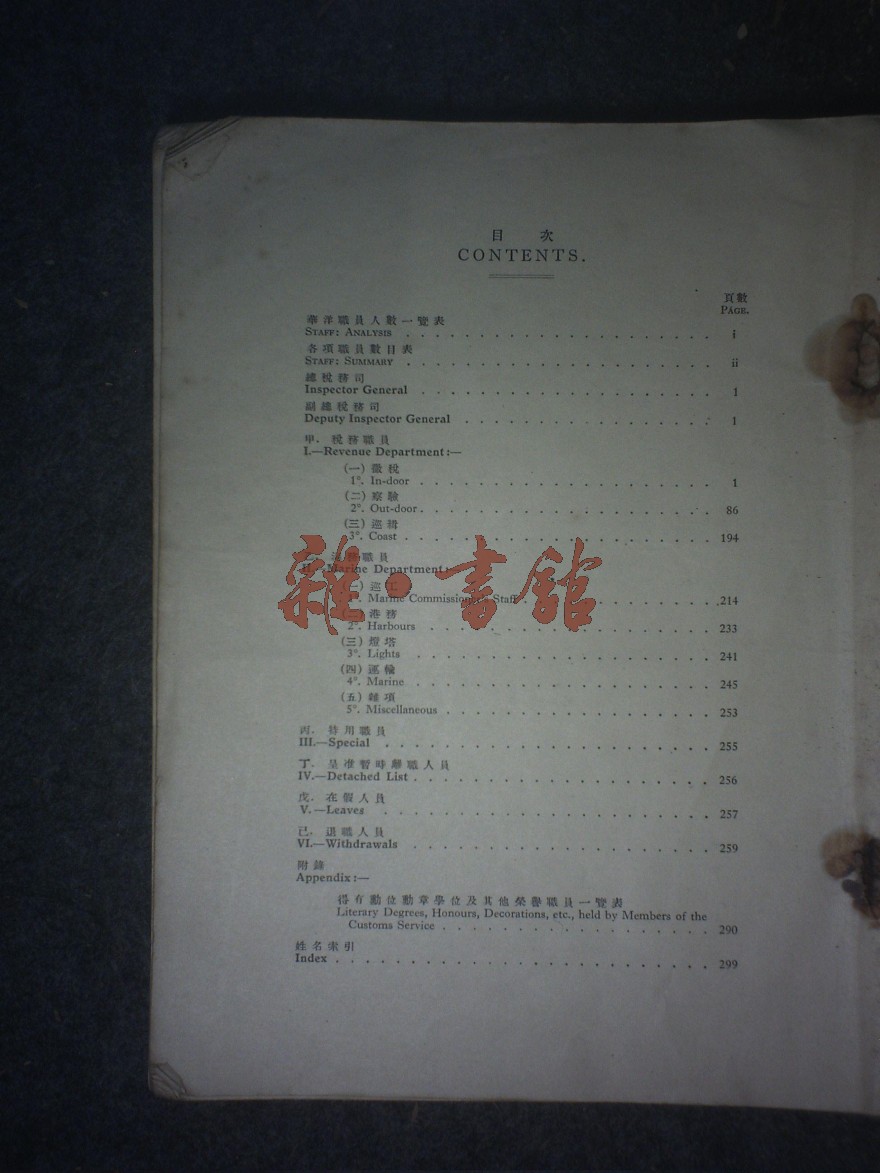 目 次
CONTENTS.
頁數
PAGE.
華洋職員人數一覽表
STAFF: ANALYSIS . . . . . . . . . . . . . . . . i
各項職員數目表
STAFF: SUMMARY . . . . . . . . . . . . . . . . ii
總稅務司
Inspector General . . . . . . . . . . . . . . . . 1
副總稅務司
Deputy Inspector General . . . . . . . . . . . . . . 1
甲．稅務職員
I.—Revenue Department:—
(一) 徵稅
1°. In-door . . . . . . . . . . . . . . . . 1
(二) 察驗
2°. Out-door . . . . . . . . . . . . . . . . 86
(三) 巡緝
3°. Coast . . . . . . . . . . . . . . . . 194
職員
Marine Department:—
巡工
Marine Commissioner's Staff . . . . . . . . . . 214
港務
2°. Harbours . . . . . . . . . . . . . . . . 233
(三) 燈塔
3°. Lights . . . . . . . . . . . . . . . . 241
(四) 運輸
4°. Marine . . . . . . . . . . . . . . . . 245
(五) 雜項
5°. Miscellaneous . . . . . . . . . . . . . . . 253
丙．特用職員
III.—Special . . . . . . . . . . . . . . . . 255
丁．呈准暫時離職人員
IV.—Detached List . . . . . . . . . . . . . . . . 256
戊．在假人員
V.—Leaves . . . . . . . . . . . . . . . . 257
己．退職人員
VI.—Withdrawals . . . . . . . . . . . . . . . . 259
附錄
Appendix:—
得有勳位勳章學位及其他榮譽職員一覽表
Literary Degrees, Honours, Decorations, etc., held by Members of the
Customs Service . . . . . . . . . . . . . . . 290
姓名索引
Index . . . . . . . . . . . . . . . . 299
雜·書館